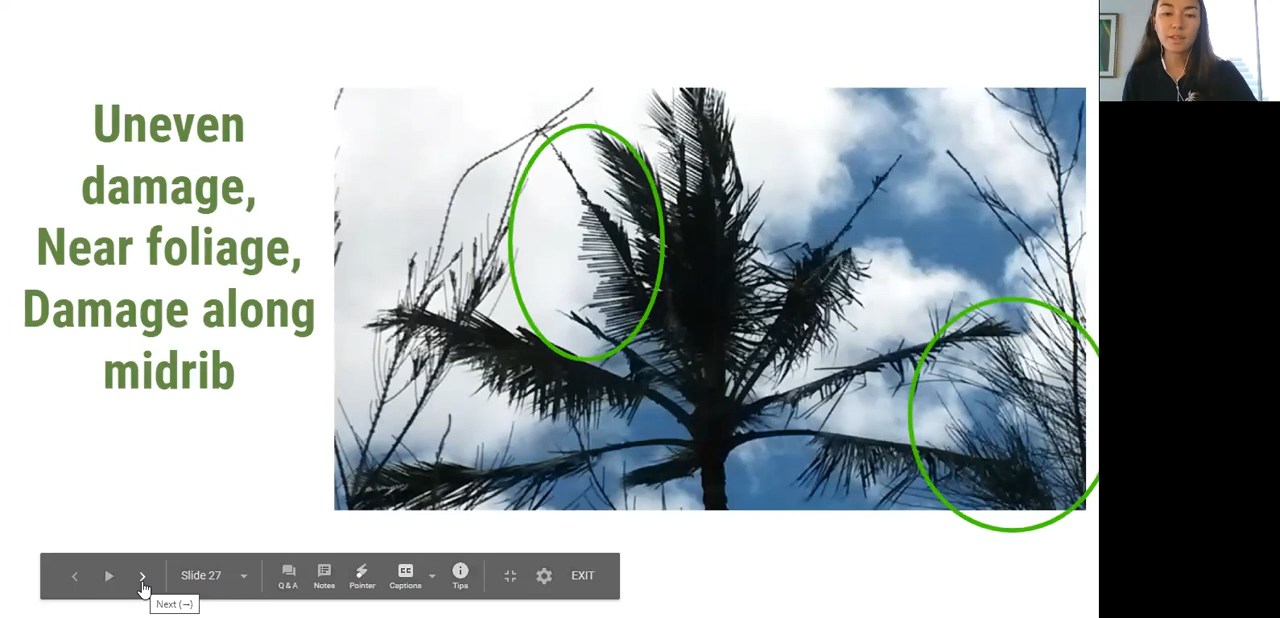 Uneven
damage,
Near foliage,
Damage along
midrib
Slide 27
Q & A
Notes
Pointer
Captions
Tips
EXIT
Next (→)